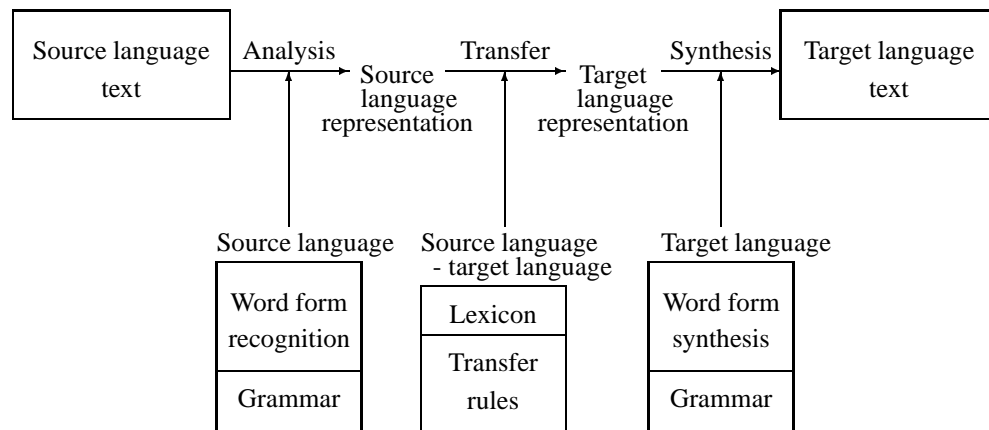 Source language
text
Analysis
Source
language
representation
Transfer
Target
language
representation
Synthesis
Target language
text
Source language
Word form
recognition
Grammar
Source language
- target language
Lexicon
Transfer
rules
Target language
Word form
synthesis
Grammar